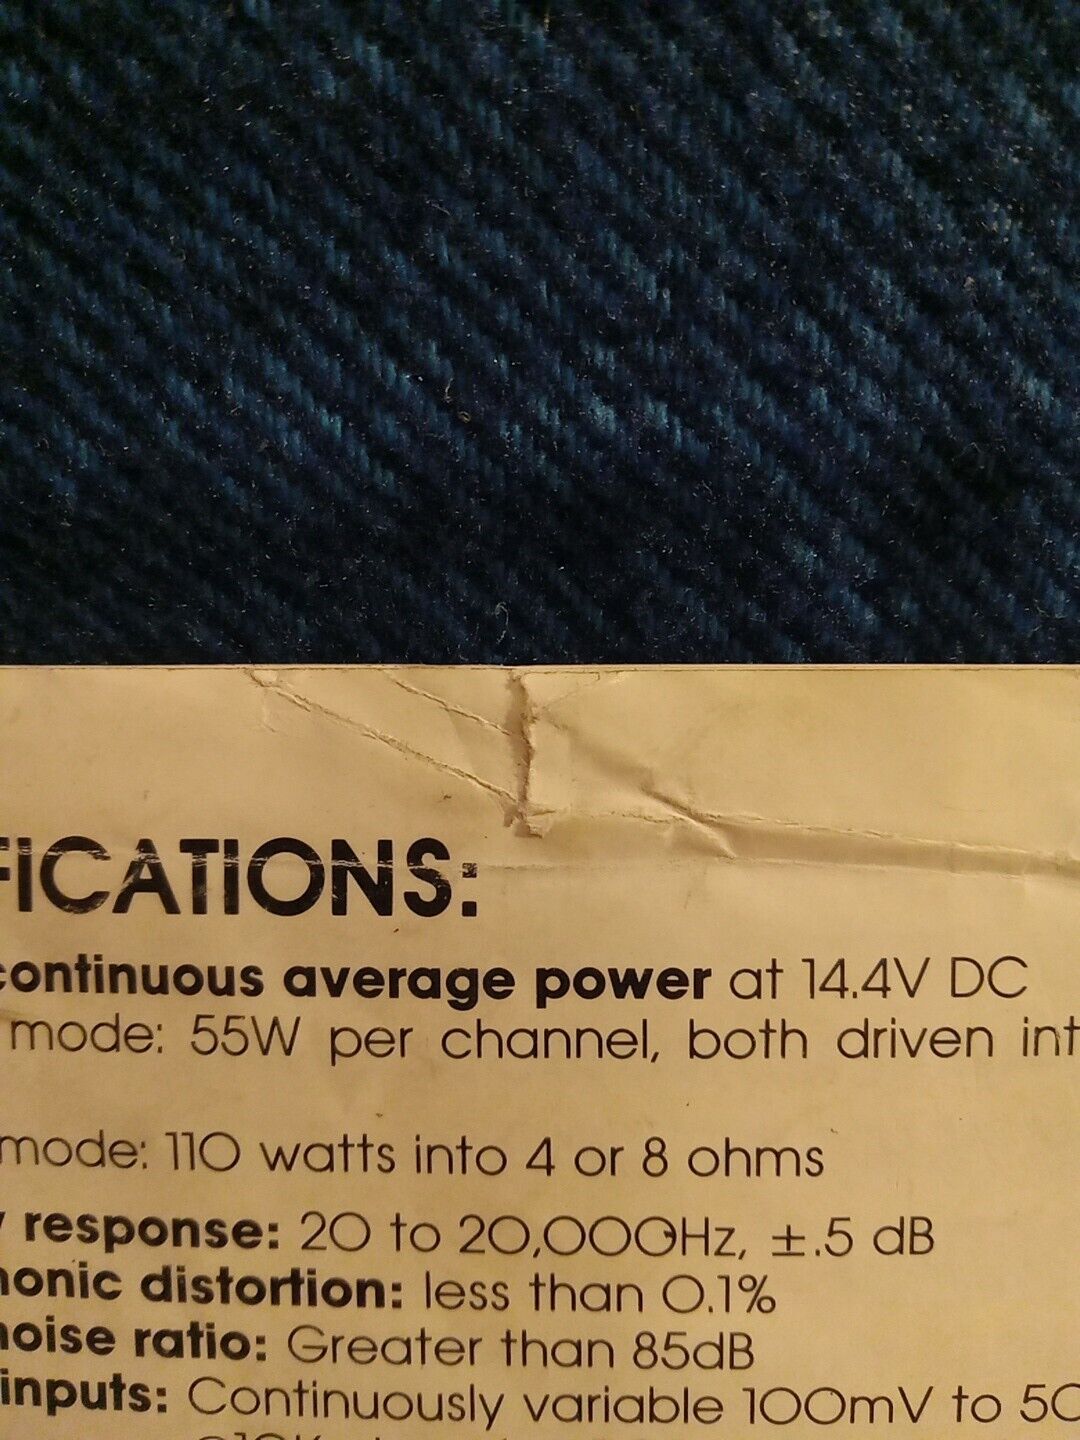 FICATIONS:
continuous average power at 14.4V DC
mode: 55W per channel, both driven int
mode: 110 watts into 4 or 8 ohms
response: 20 to 20,000Hz, ±.5 dB
onic distortion: less than 0.1%
noise ratio: Greater than 85dB
inputs: Continuously variable 100mV to 50